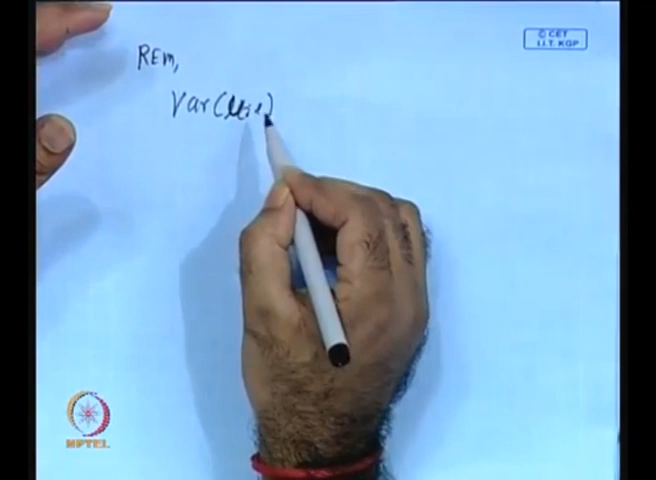 © CET
I.I.T. KGP
REM,
Var(
NPTEL